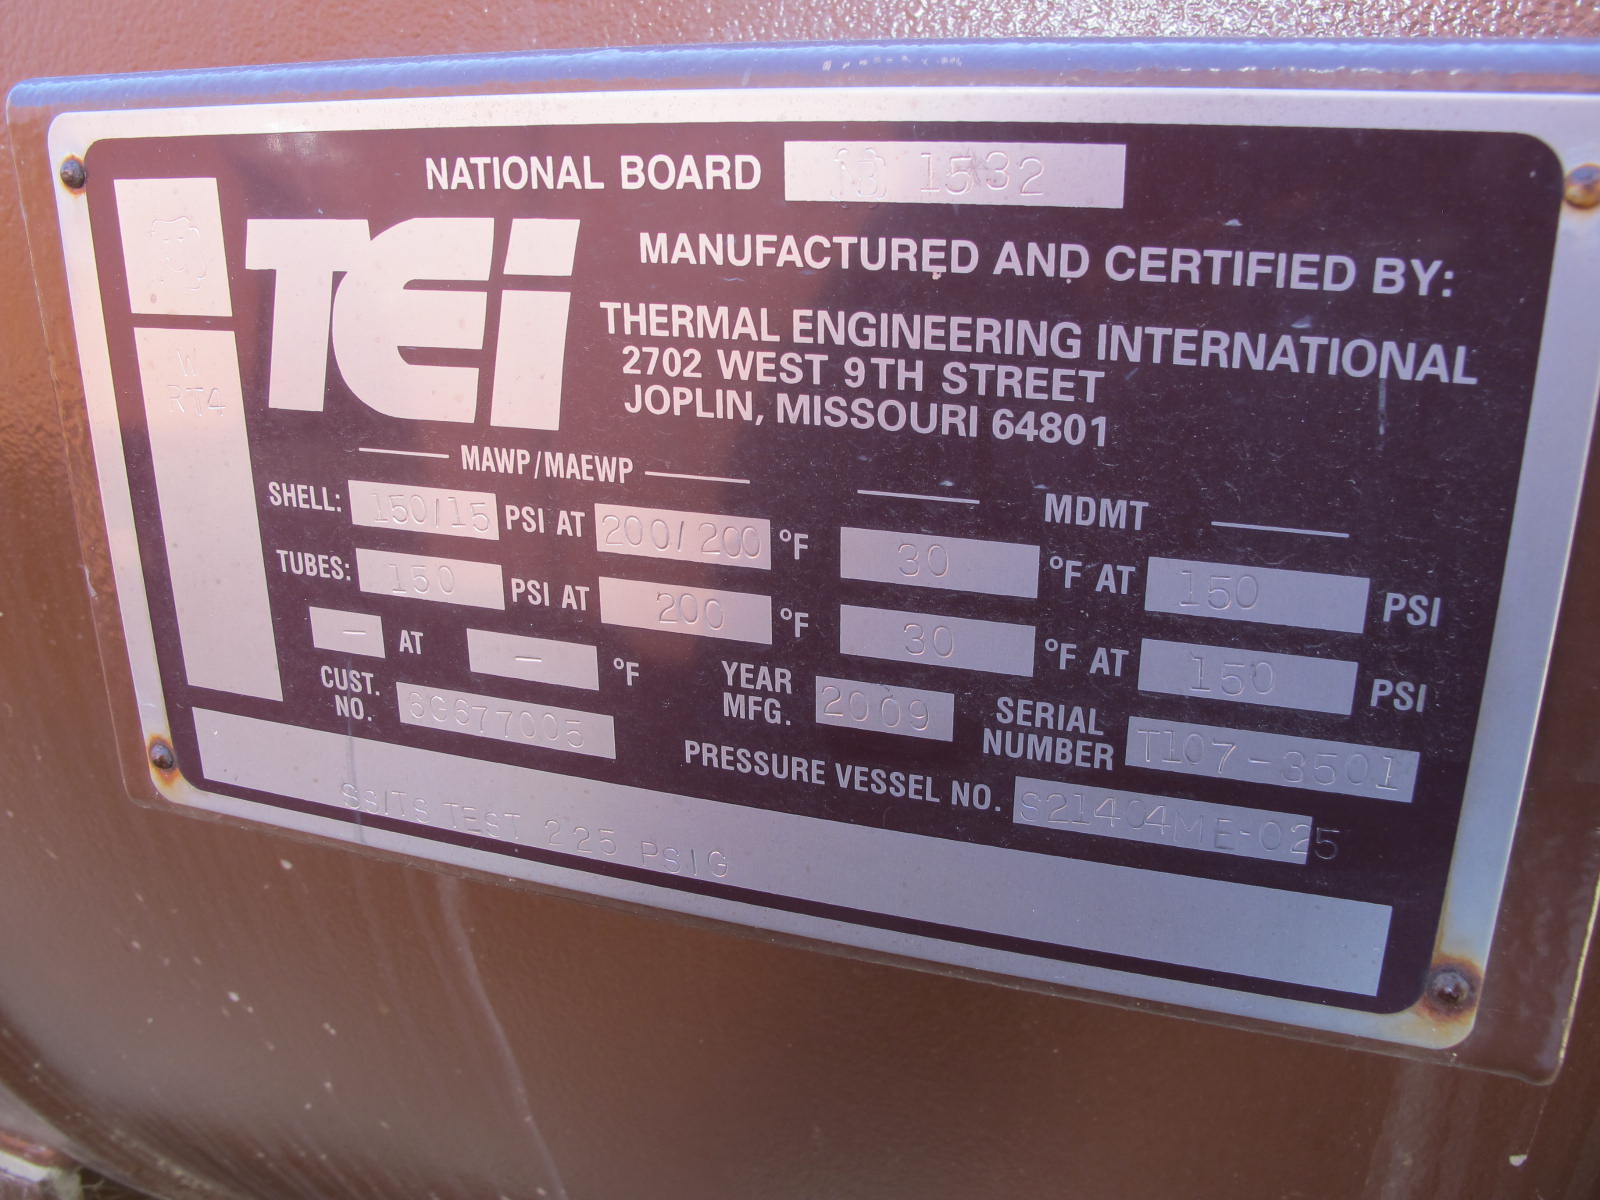 NATIONAL BOARD 1532
TEi
MANUFACTURED AND CERTIFIED BY:
THERMAL ENGINEERING INTERNATIONAL
2702 WEST 9TH STREET
JOPLIN, MISSOURI 64801
W
RT4
MAWP/MAEWP
MDMT
SHELL: 150/15 PSI AT 200/200 °F 30 °F AT 150 PSI
TUBES: 150 PSI AT 200 °F 30 °F AT 150 PSI
– AT – °F
CUST. NO. 6G677005
YEAR MFG. 2009
SERIAL NUMBER T107-3501
PRESSURE VESSEL NO. S21404ME-025
SSITS TEST 225 PSIG